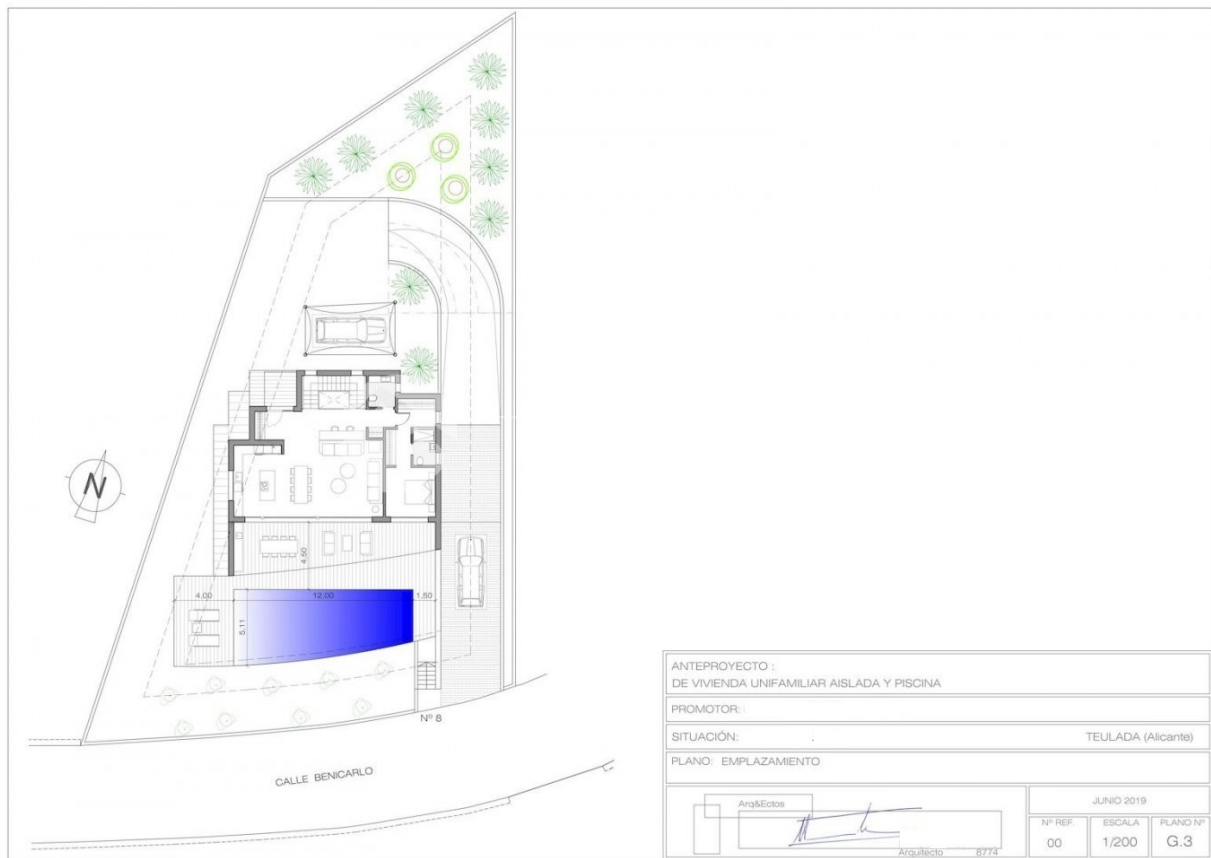 N
4,50
4,00
12,00
1,50
5,11
Nº 8
CALLE BENICARLO
ANTEPROYECTO :
DE VIVIENDA UNIFAMILIAR AISLADA Y PISCINA
PROMOTOR:
SITUACIÓN: . TEULADA (Alicante)
PLANO: EMPLAZAMIENTO
Arq&Ectos
Arquitecto 8774
JUNIO 2019
Nº REF.
00
ESCALA
1/200
PLANO Nº
G.3